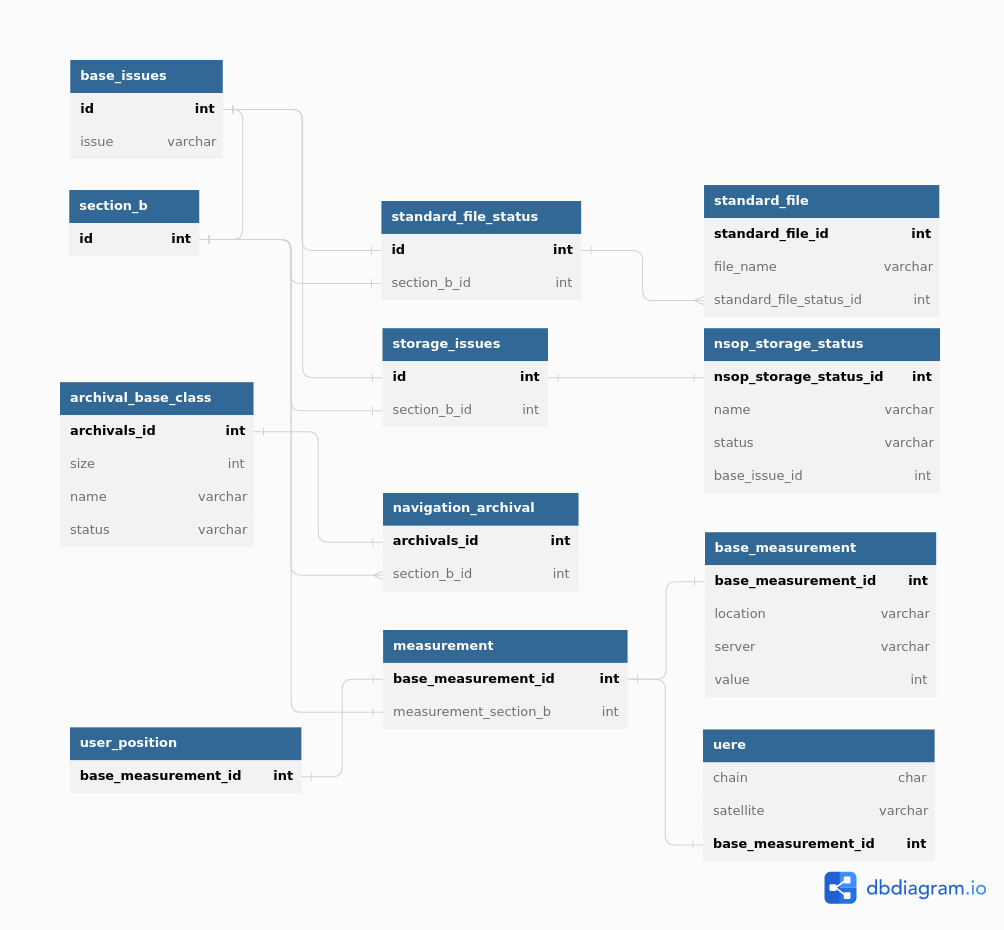 base_issues
id int
issue varchar
section_b
id int
standard_file_status
id int
section_b_id int
standard_file
standard_file_id int
file_name varchar
standard_file_status_id int
storage_issues
id int
section_b_id int
nsop_storage_status
nsop_storage_status_id int
name varchar
status varchar
base_issue_id int
archival_base_class
archivals_id int
size int
name varchar
status varchar
navigation_archival
archivals_id int
section_b_id int
base_measurement
base_measurement_id int
location varchar
server varchar
value int
measurement
base_measurement_id int
measurement_section_b int
user_position
base_measurement_id int
uere
chain char
satellite varchar
base_measurement_id int
dbdiagram.io